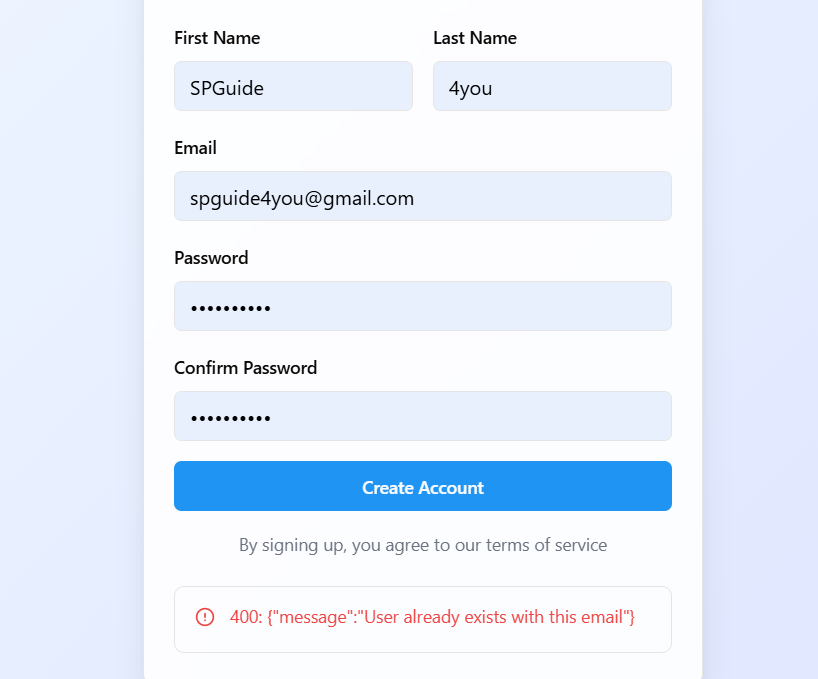 First Name Last Name
SPGuide 4you
Email
spguide4you@gmail.com
Password
••••••••••
Confirm Password
••••••••••
Create Account
By signing up, you agree to our terms of service
400: {"message":"User already exists with this email"}